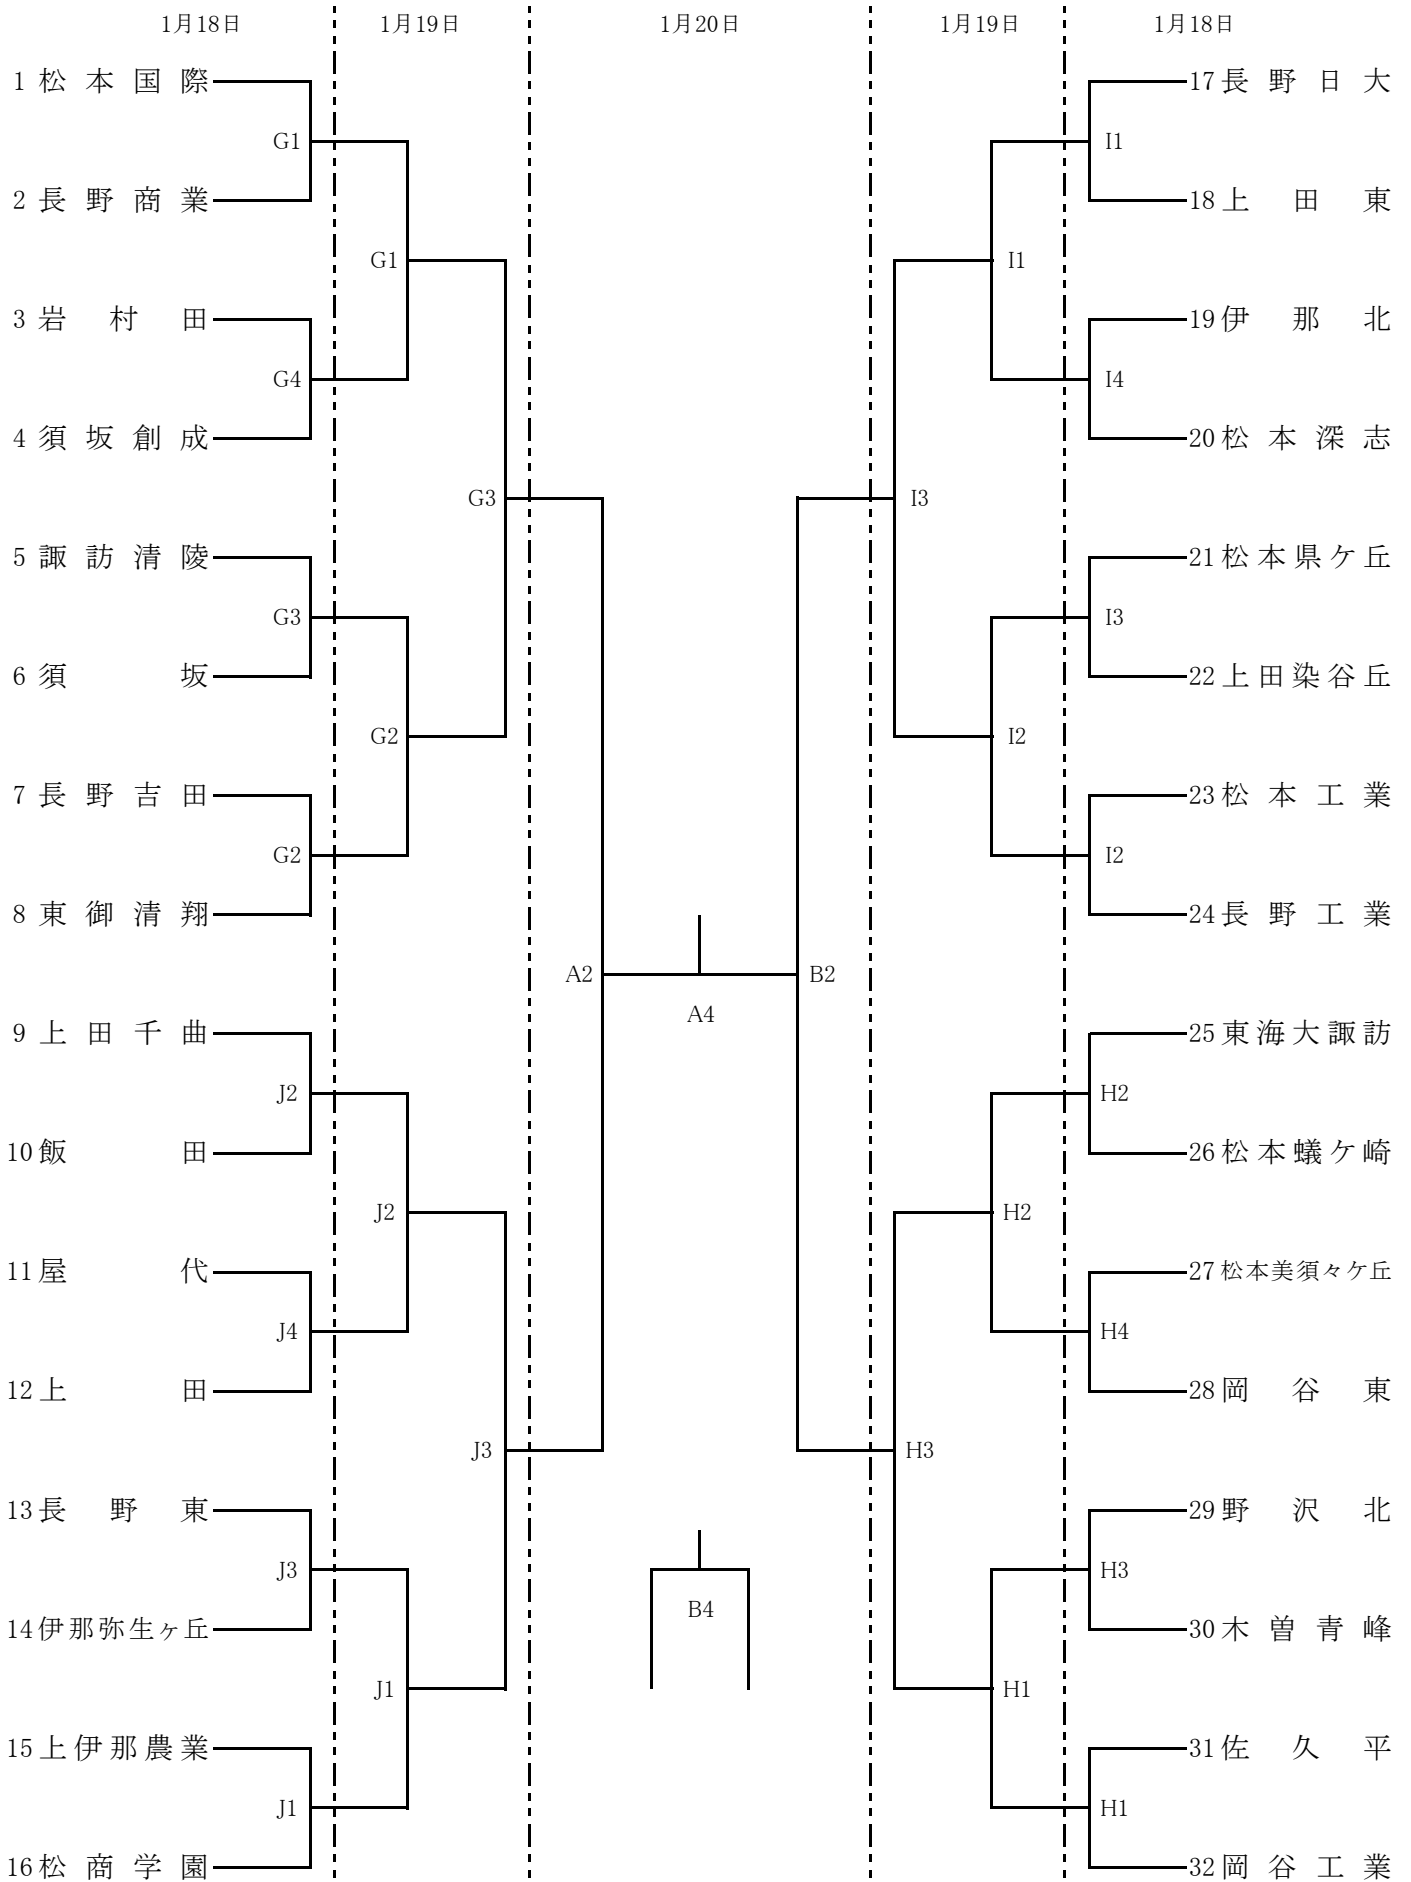 1月18日 1月19日 1月20日 1月19日 1月18日
1 松本国際 17 長野日大
G1 I1
2 長野商業 18 上田東
G1 I1
3 岩村田 19 伊那北
G4 I4
4 須坂創成 20 松本深志
G3 I3
5 諏訪清陵 21 松本県ケ丘
G3 I3
6 須坂 22 上田染谷丘
G2 I2
7 長野吉田 23 松本工業
G2 I2
8 東御清翔 24 長野工業
A2 B2
A4
9 上田千曲 25 東海大諏訪
J2 H2
10 飯田 26 松本蟻ケ崎
J2 H2
11 屋代 27 松本美須々ケ丘
J4 H4
12 上田 28 岡谷東
J3 H3
13 長野東 29 野沢北
J3 H3
B4
14 伊那弥生ヶ丘 30 木曽青峰
J1 H1
15 上伊那農業 31 佐久平
J1 H1
16 松商学園 32 岡谷工業